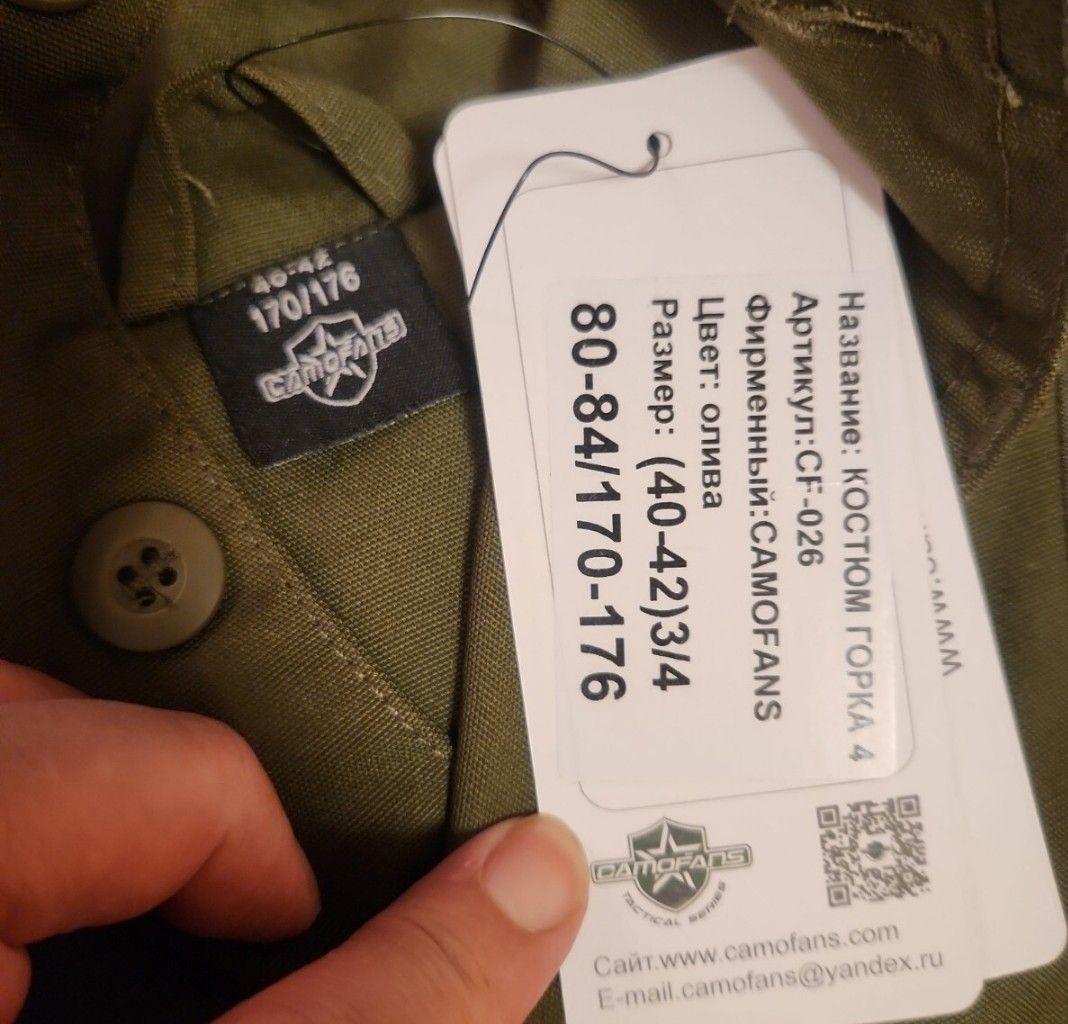 40-42
170/176
CAMOFANS
Название: КОСТЮМ ГОРКА 4
Артикул:CF-026
Фирменный:CAMOFANS
Цвет: олива
Размер: (40-42)3/4
80-84/170-176
CAMOFANS
TACTICAL SERIES
Сайт.www.camofans.com
E-mail.camofans@yandex.ru